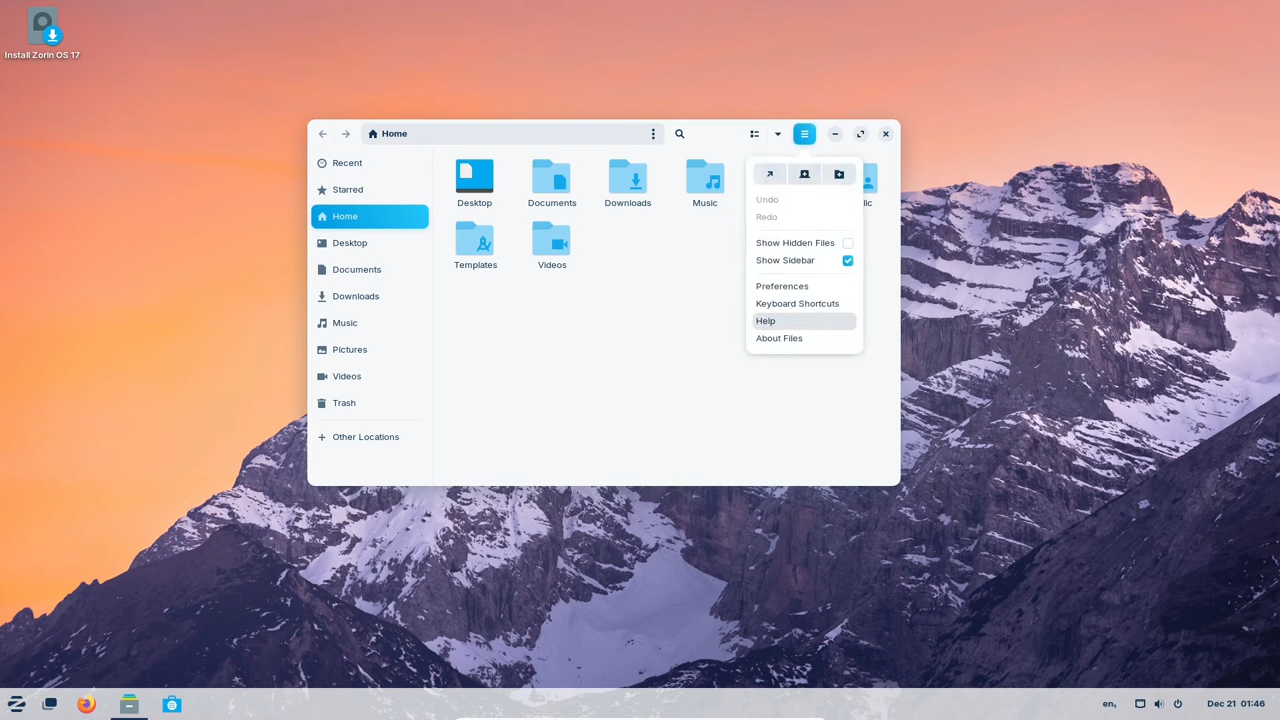 Install Zorin OS 17
Home
Recent
Starred
Home
Desktop
Documents
Downloads
Music
Pictures
Videos
Trash
Other Locations
Desktop
Documents
Downloads
Music
lic
Templates
Videos
Undo
Redo
Show Hidden Files
Show Sidebar
Preferences
Keyboard Shortcuts
Help
About Files
en₁
Dec 21 01:46